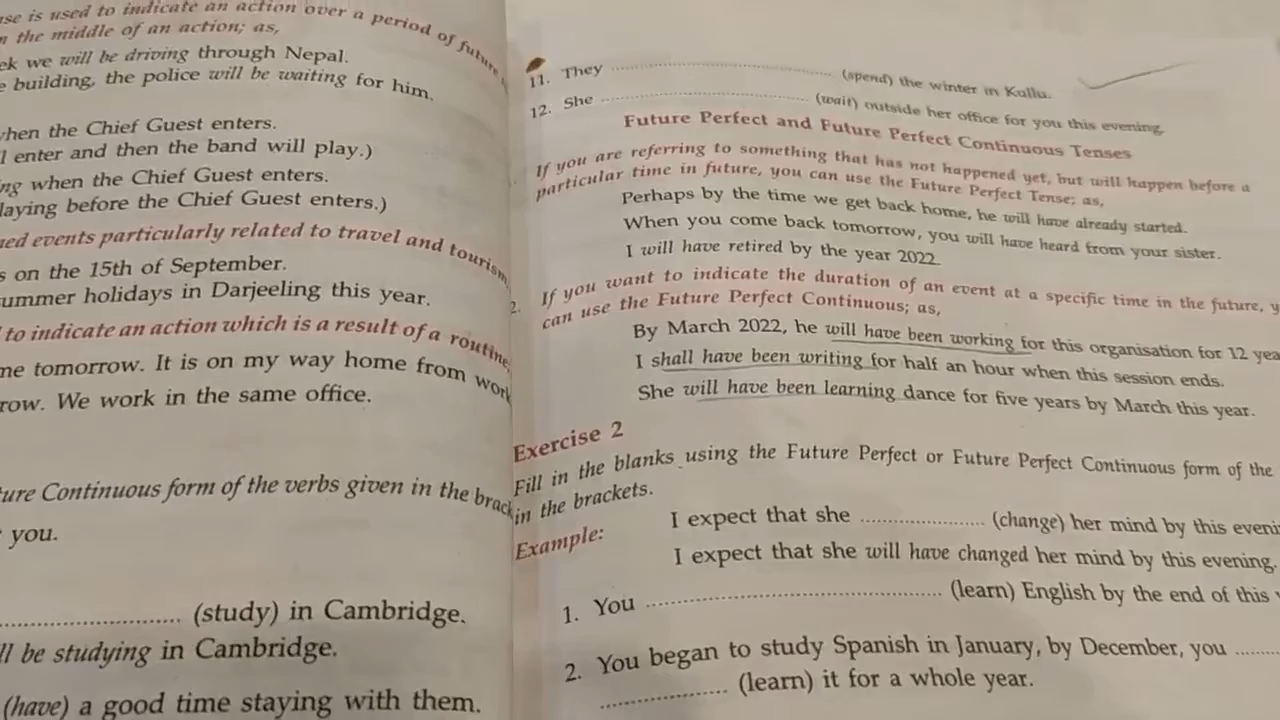 se is used to indicate an action over a period of future
n the middle of an action; as,
ek we will be driving through Nepal.
e building, the police will be waiting for him.
when the Chief Guest enters.
l enter and then the band will play.)
ng when the Chief Guest enters.
laying before the Chief Guest enters.)
ned events particularly related to travel and tourism
s on the 15th of September.
ummer holidays in Darjeeling this year.
to indicate an action which is a result of a routine
me tomorrow. It is on my way home from work
row. We work in the same office.
ture Continuous form of the verbs given in the brack
you.
.............................. (study) in Cambridge.
ll be studying in Cambridge.
(have) a good time staying with them.
11. They .............................. (spend) the winter in Kullu.
12. She .............................. (wait) outside her office for you this evening.
Future Perfect and Future Perfect Continuous Tenses
If you are referring to something that has not happened yet, but will happen before a
particular time in future, you can use the Future Perfect Tense; as,
Perhaps by the time we get back home, he will have already started.
When you come back tomorrow, you will have heard from your sister.
I will have retired by the year 2022.
2. If you want to indicate the duration of an event at a specific time in the future, y
can use the Future Perfect Continuous; as,
By March 2022, he will have been working for this organisation for 12 yea
I shall have been writing for half an hour when this session ends.
She will have been learning dance for five years by March this year.
Exercise 2
Fill in the blanks using the Future Perfect or Future Perfect Continuous form of the
in the brackets.
Example: I expect that she ..................... (change) her mind by this eveni
I expect that she will have changed her mind by this evening.
1. You .................................................. (learn) English by the end of this
2. You began to study Spanish in January, by December, you ........
..................... (learn) it for a whole year.